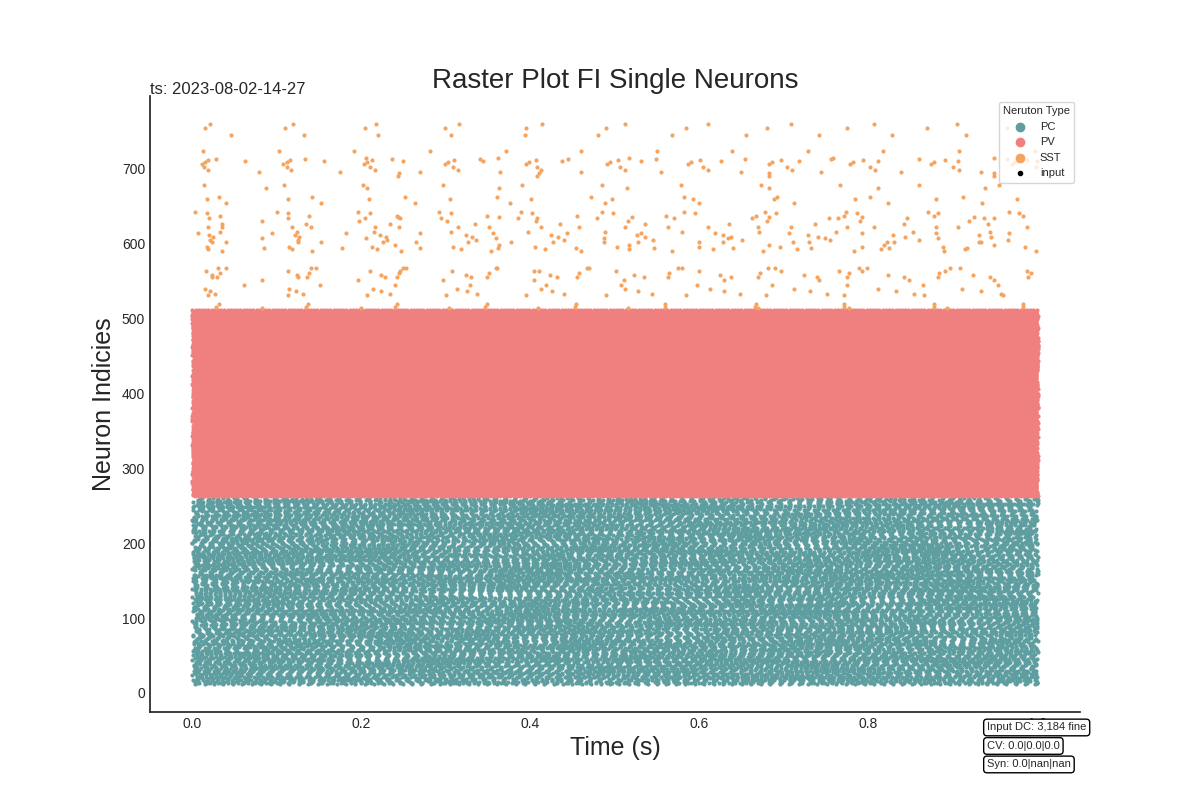 Raster Plot FI Single Neurons
ts: 2023-08-02-14-27
Neruton Type
PC
PV
SST
input
Neuron Indicies
700
600
500
400
300
200
100
0
0.0 0.2 0.4 0.6 0.8
Time (s)
Input DC: 3,184 fine
CV: 0.0|0.0|0.0
Syn: 0.0|nan|nan